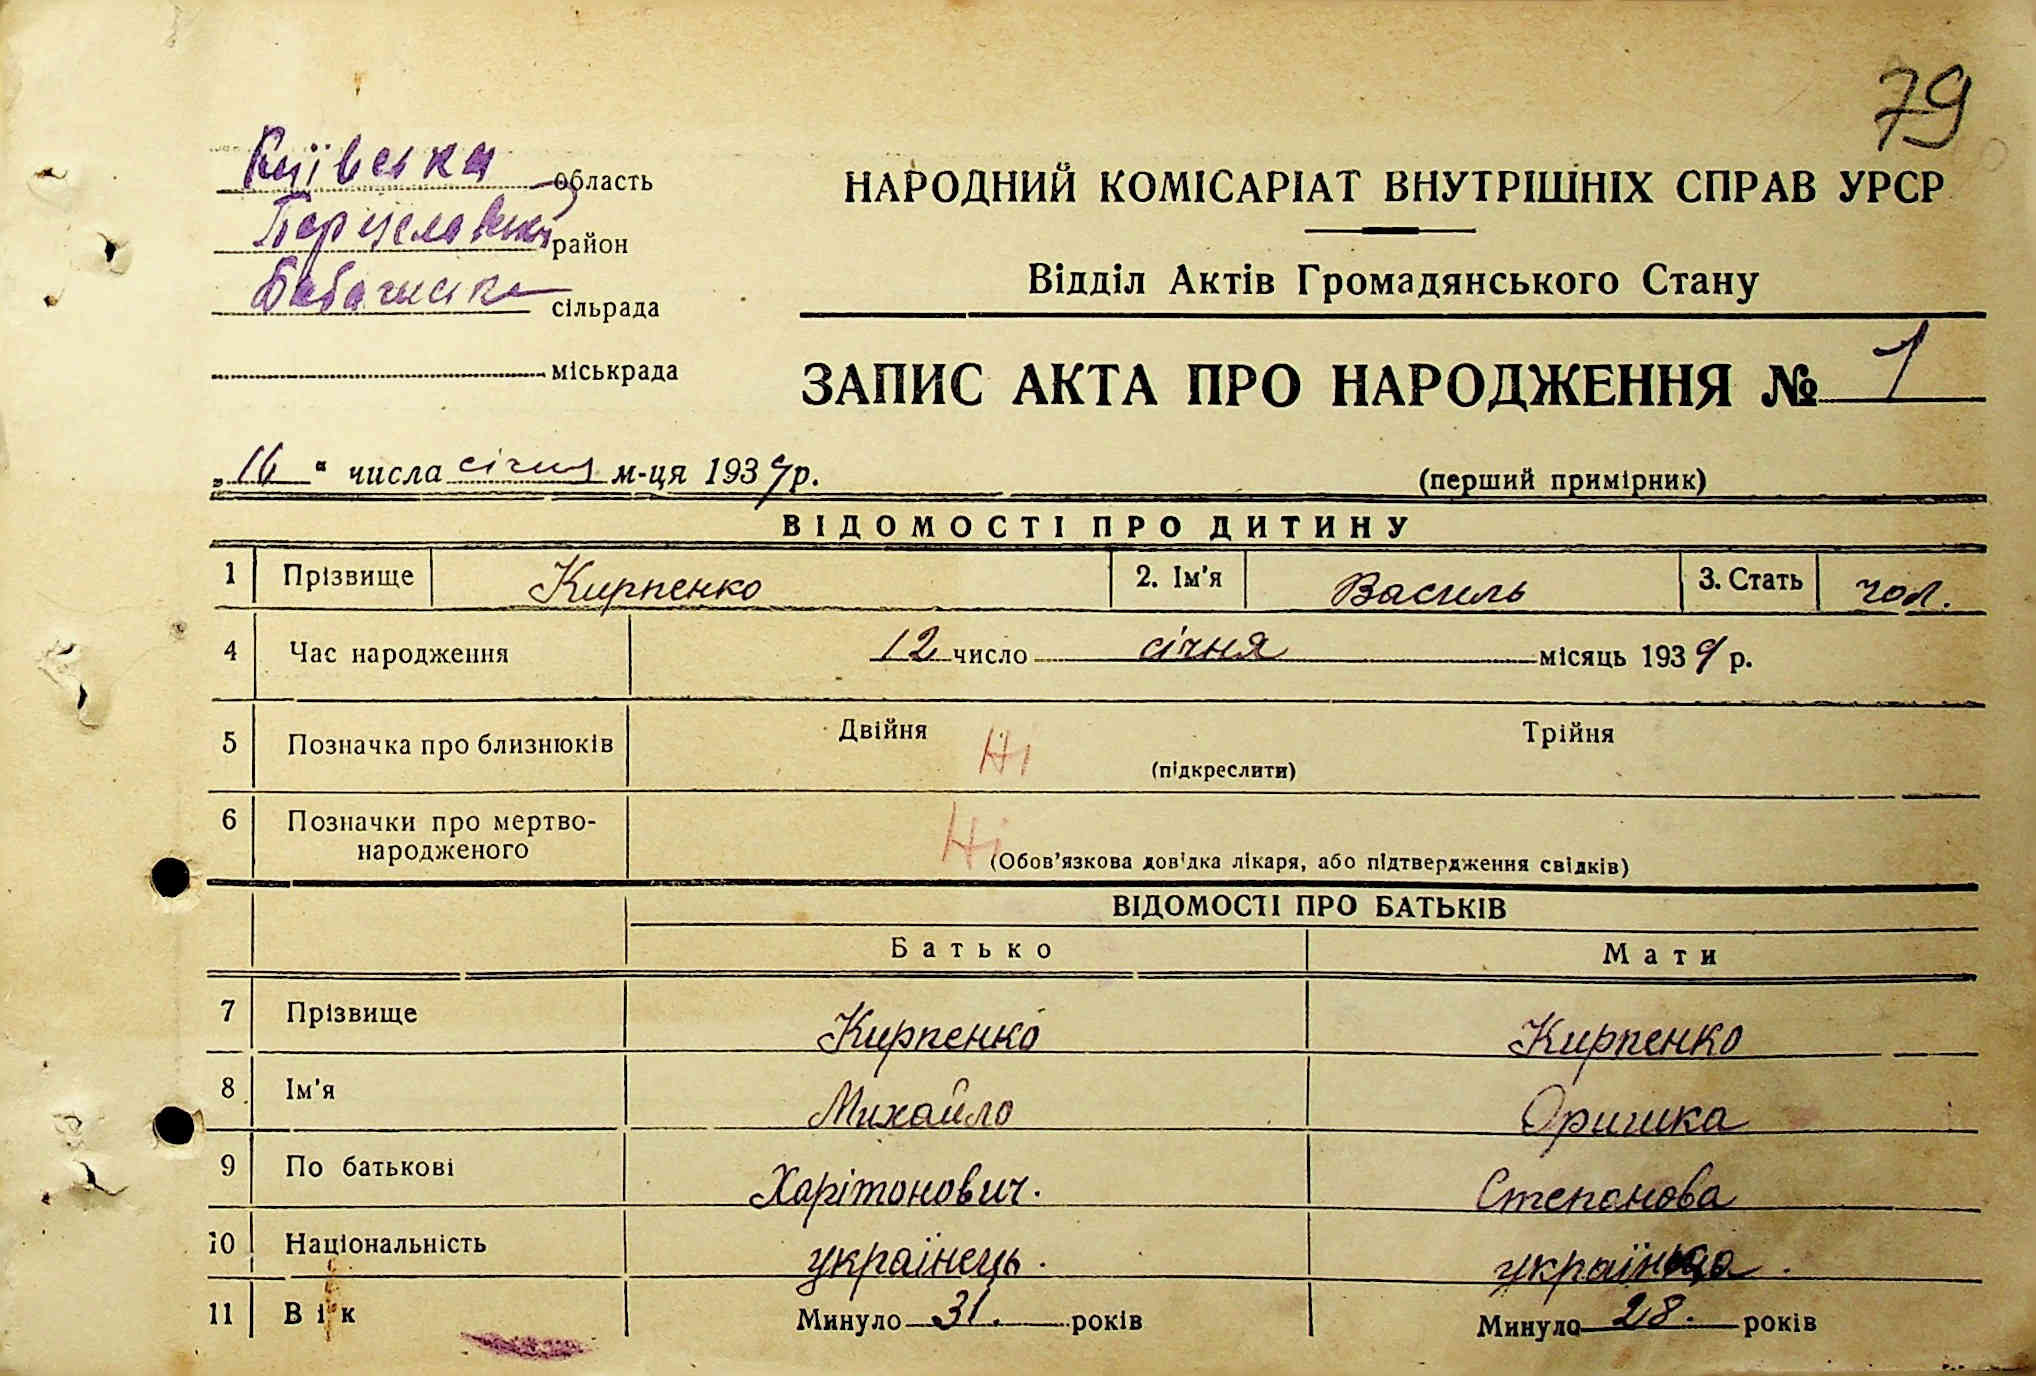 79
Київська область
Переяславський район
Бабачиська сільрада
міськрада
НАРОДНИЙ КОМІСАРІАТ ВНУТРІШНІХ СПРАВ УРСР
Відділ Актів Громадянського Стану
ЗАПИС АКТА ПРО НАРОДЖЕННЯ № 1
„16“ числа січня м-ця 1939 р.
(перший примірник)
ВІДОМОСТІ ПРО ДИТИНУ
1 Прізвище Кирпенко 2. Ім'я Василь 3. Стать чол.
4 Час народження 12 число січня місяць 1939 р.
5 Позначка про близнюків Двійня Ні (підкреслити) Трійня
6 Позначки про мертво-
народженого Ні (Обов'язкова довідка лікаря, або підтвердження свідків)
ВІДОМОСТІ ПРО БАТЬКІВ
Батько Мати
7 Прізвище Кирпенко Кирпенко
8 Ім'я Михайло Оришка
9 По батькові Харітонович. Степанова
10 Національність українець. українца.
11 Вік Минуло 31. років Минуло 28. років